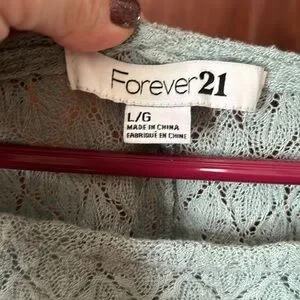 Forever21
L/G
MADE IN CHINA
FABRIQUÉ EN CHINE